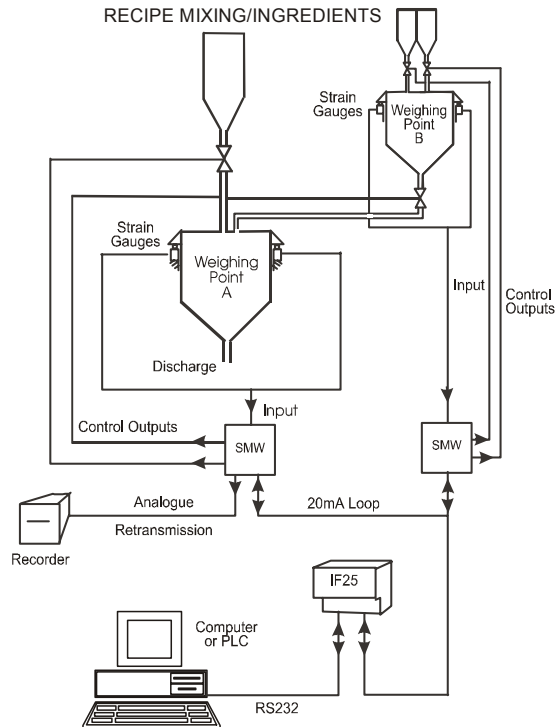 RECIPE MIXING/INGREDIENTS
Strain
Gauges
Weighing
Point
B
Strain
Gauges
Weighing
Point
A
Input
Control
Outputs
Discharge
Input
Control Outputs
SMW
SMW
Analogue
Retransmission
20mA Loop
Recorder
IF25
Computer
or PLC
RS232